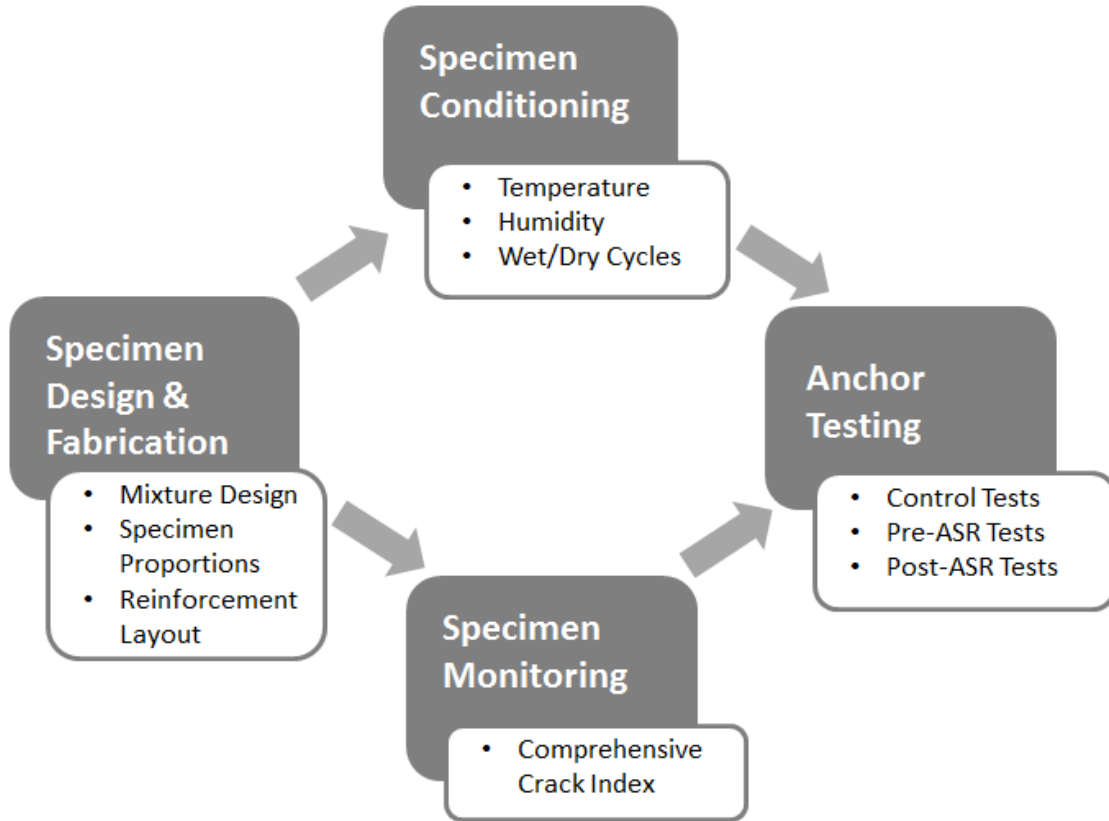 Specimen
Conditioning
• Temperature
• Humidity
• Wet/Dry Cycles
Specimen
Design &
Fabrication
• Mixture Design
• Specimen
Proportions
• Reinforcement
Layout
Anchor
Testing
• Control Tests
• Pre-ASR Tests
• Post-ASR Tests
Specimen
Monitoring
• Comprehensive
Crack Index